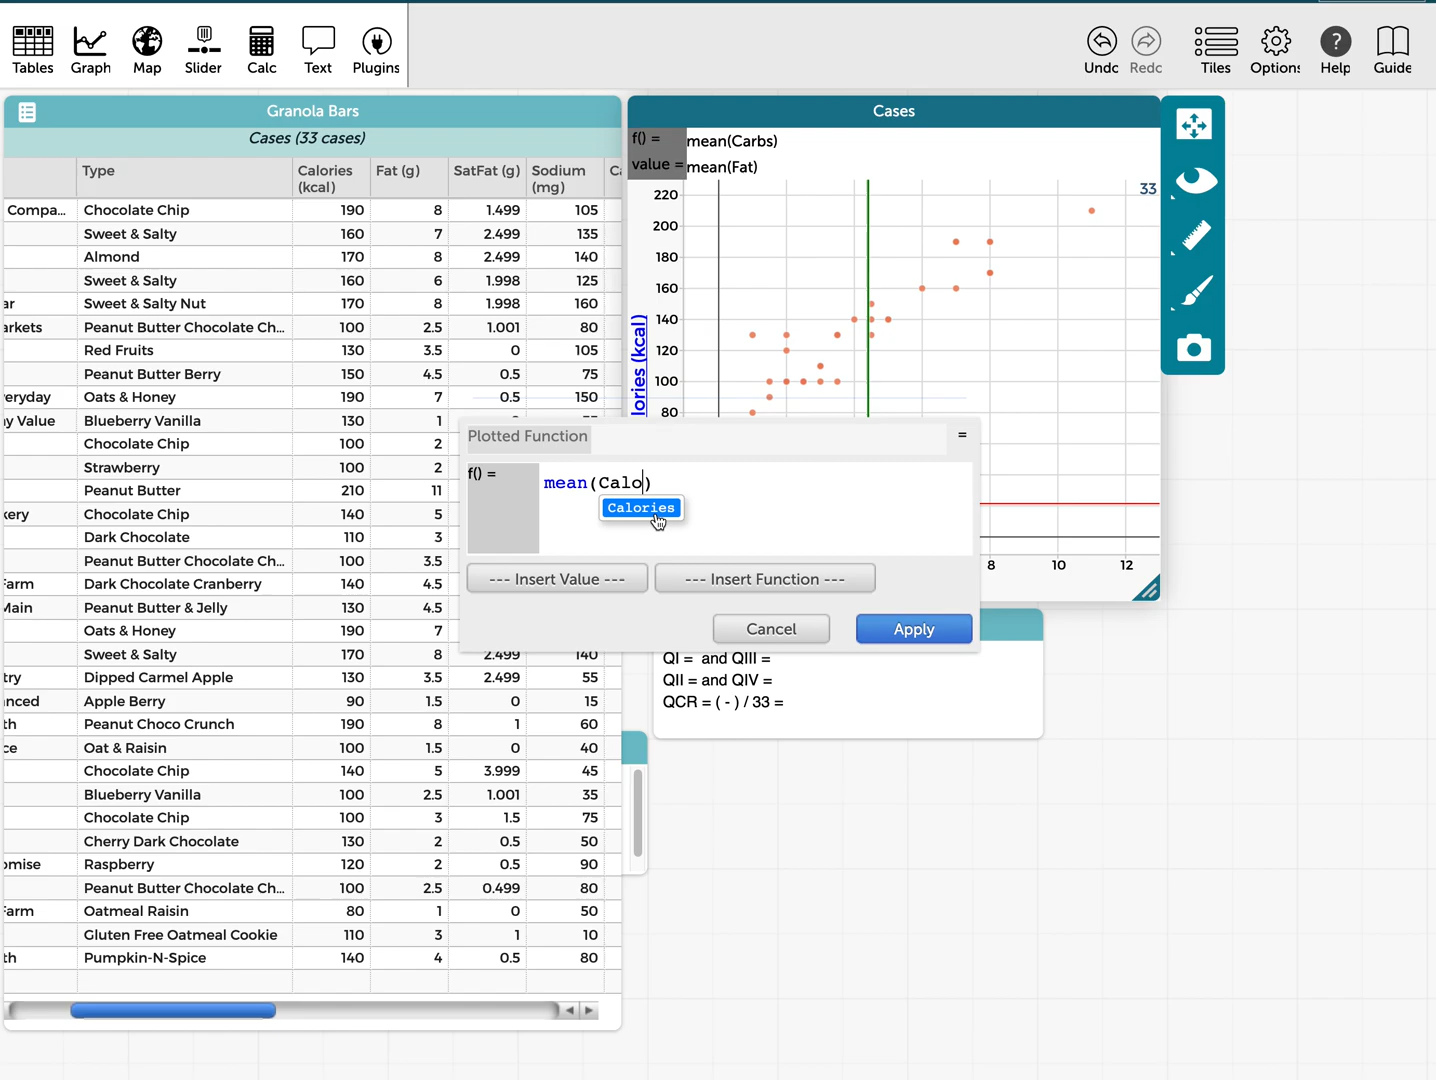 Tables Graph Map Slider Calc Text Plugins
Undc Redc Tiles Option: Help Guide
Granola Bars
Cases (33 cases)
Type Calories (kcal) Fat (g) SatFat (g) Sodium (mg) C
Compa... Chocolate Chip 190 8 1.499 105
Sweet & Salty 160 7 2.499 135
Almond 170 8 2.499 140
Sweet & Salty 160 6 1.998 125
ar Sweet & Salty Nut 170 8 1.998 160
arkets Peanut Butter Chocolate Ch... 100 2.5 1.001 80
Red Fruits 130 3.5 0 105
Peanut Butter Berry 150 4.5 0.5 75
eryday Oats & Honey 190 7 0.5 150
y Value Blueberry Vanilla 130 1
Chocolate Chip 100 2
Strawberry 100 2
Peanut Butter 210 11
kery Chocolate Chip 140 5
Dark Chocolate 110 3
Peanut Butter Chocolate Ch... 100 3.5
Farm Dark Chocolate Cranberry 140 4.5
Main Peanut Butter & Jelly 130 4.5
Oats & Honey 190 7
Sweet & Salty 170 8 2.499 140
try Dipped Carmel Apple 130 3.5 2.499 55
nced Apple Berry 90 1.5 0 15
th Peanut Choco Crunch 190 8 1 60
ce Oat & Raisin 100 1.5 0 40
Chocolate Chip 140 5 3.999 45
Blueberry Vanilla 100 2.5 1.001 35
Chocolate Chip 100 3 1.5 75
Cherry Dark Chocolate 130 2 0.5 50
omise Raspberry 120 2 0.5 90
Peanut Butter Chocolate Ch... 100 2.5 0.499 80
Farm Oatmeal Raisin 80 1 0 50
Gluten Free Oatmeal Cookie 110 3 1 10
th Pumpkin-N-Spice 140 4 0.5 80
Cases
f() = mean(Carbs)
value = mean(Fat)
33
220
200
180
160
140
120
100
80
lories (kcal)
8 10 12
Plotted Function =
f() = mean(Calo)
Calories
--- Insert Value --- --- Insert Function ---
Cancel Apply
QI = and QIII =
QII = and QIV =
QCR = ( - ) / 33 =